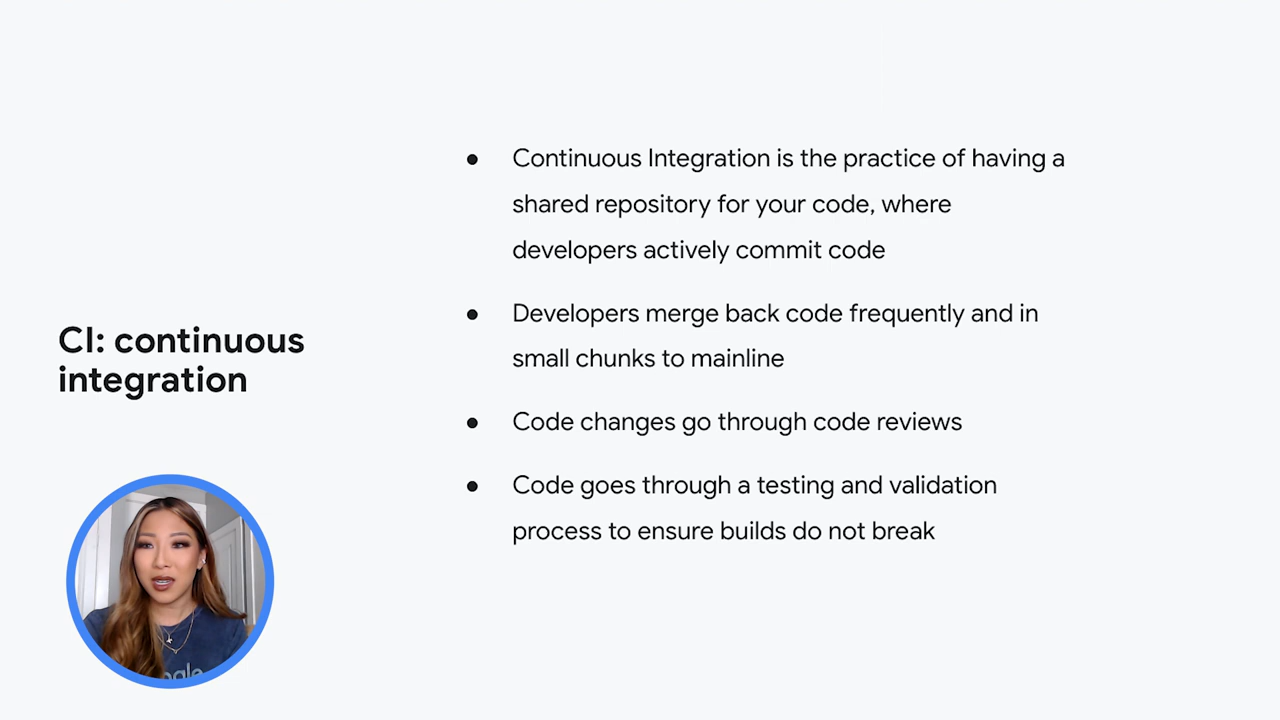 CI: continuous
integration
● Continuous Integration is the practice of having a
shared repository for your code, where
developers actively commit code
● Developers merge back code frequently and in
small chunks to mainline
● Code changes go through code reviews
● Code goes through a testing and validation
process to ensure builds do not break